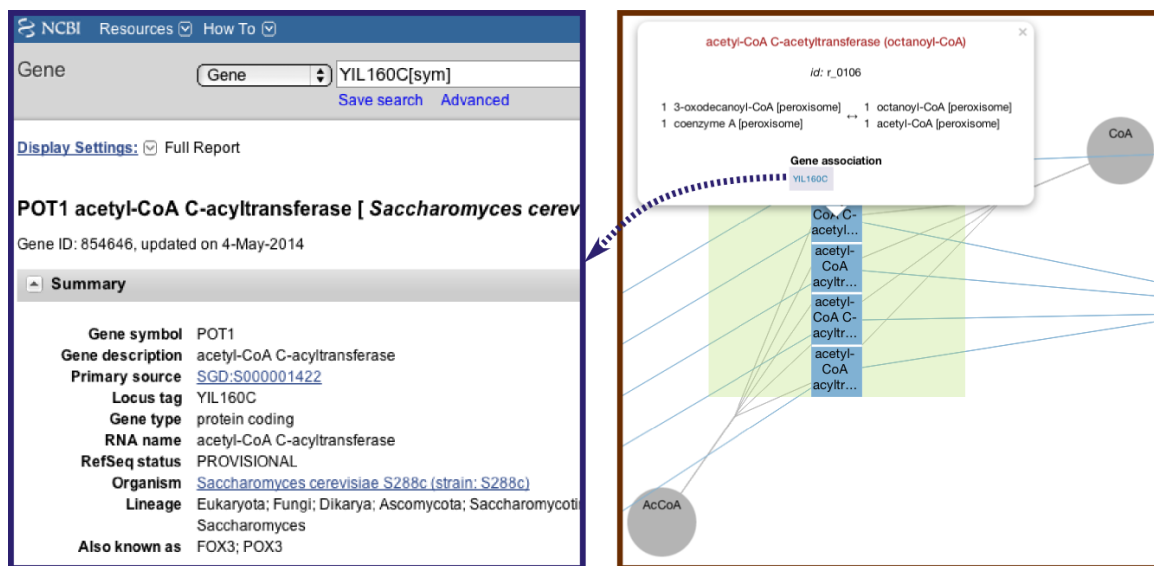 NCBI Resources How To
Gene
Gene
YIL160C[sym]
Save search Advanced
Display Settings: Full Report
POT1 acetyl-CoA C-acyltransferase [ Saccharomyces cerev
Gene ID: 854646, updated on 4-May-2014
Summary
Gene symbol POT1
Gene description acetyl-CoA C-acyltransferase
Primary source SGD:S000001422
Locus tag YIL160C
Gene type protein coding
RNA name acetyl-CoA C-acyltransferase
RefSeq status PROVISIONAL
Organism Saccharomyces cerevisiae S288c (strain: S288c)
Lineage Eukaryota; Fungi; Dikarya; Ascomycota; Saccharomycoti
Saccharomyces
Also known as FOX3; POX3
acetyl-CoA C-acetyltransferase (octanoyl-CoA)
×
id: r_0106
1 3-oxodecanoyl-CoA [peroxisome] ↔ 1 octanoyl-CoA [peroxisome]
1 coenzyme A [peroxisome] 1 acetyl-CoA [peroxisome]
Gene association
YIL160C
CoA
CoA C-
acetyl...
acetyl-
CoA
acyltr...
acetyl-
CoA C-
acyltr...
acetyl-
CoA
acyltr...
AcCoA